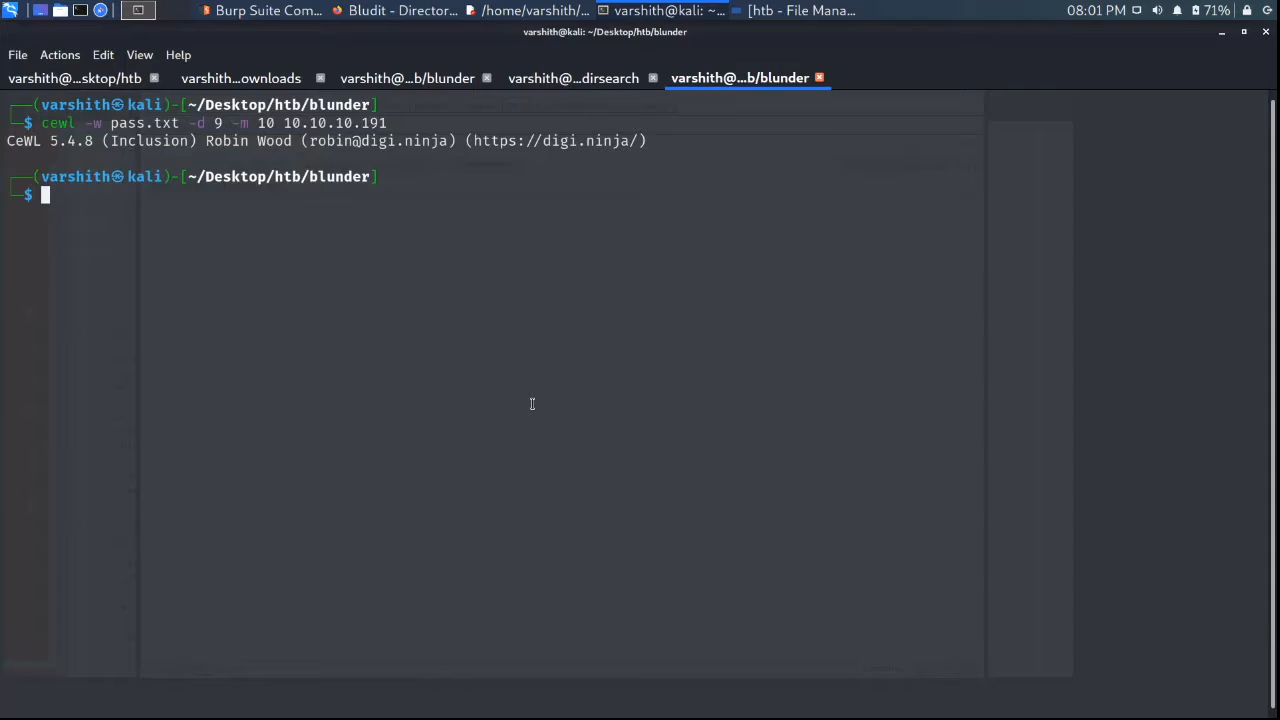 Burp Suite Com... Bludit - Director... /home/varshith/... varshith@kali: ~... [htb - File Mana... 08:01 PM 71%
varshith@kali: ~/Desktop/htb/blunder
File Actions Edit View Help
varshith@...sktop/htb varshith...ownloads varshith@...b/blunder varshith@...dirsearch varshith@...b/blunder
┌──(varshith㉿kali)-[~/Desktop/htb/blunder]
└─$ cewl -w pass.txt -d 9 -m 10 10.10.10.191
CeWL 5.4.8 (Inclusion) Robin Wood (robin@digi.ninja) (https://digi.ninja/)
┌──(varshith㉿kali)-[~/Desktop/htb/blunder]
└─$